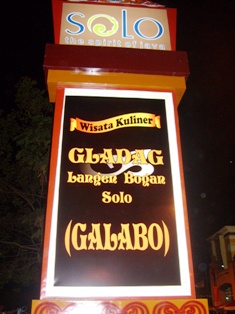 SOLO
the spirit of java
Wisata Kuliner
GLADAG
Langen Bogan
Solo
(GALABO)